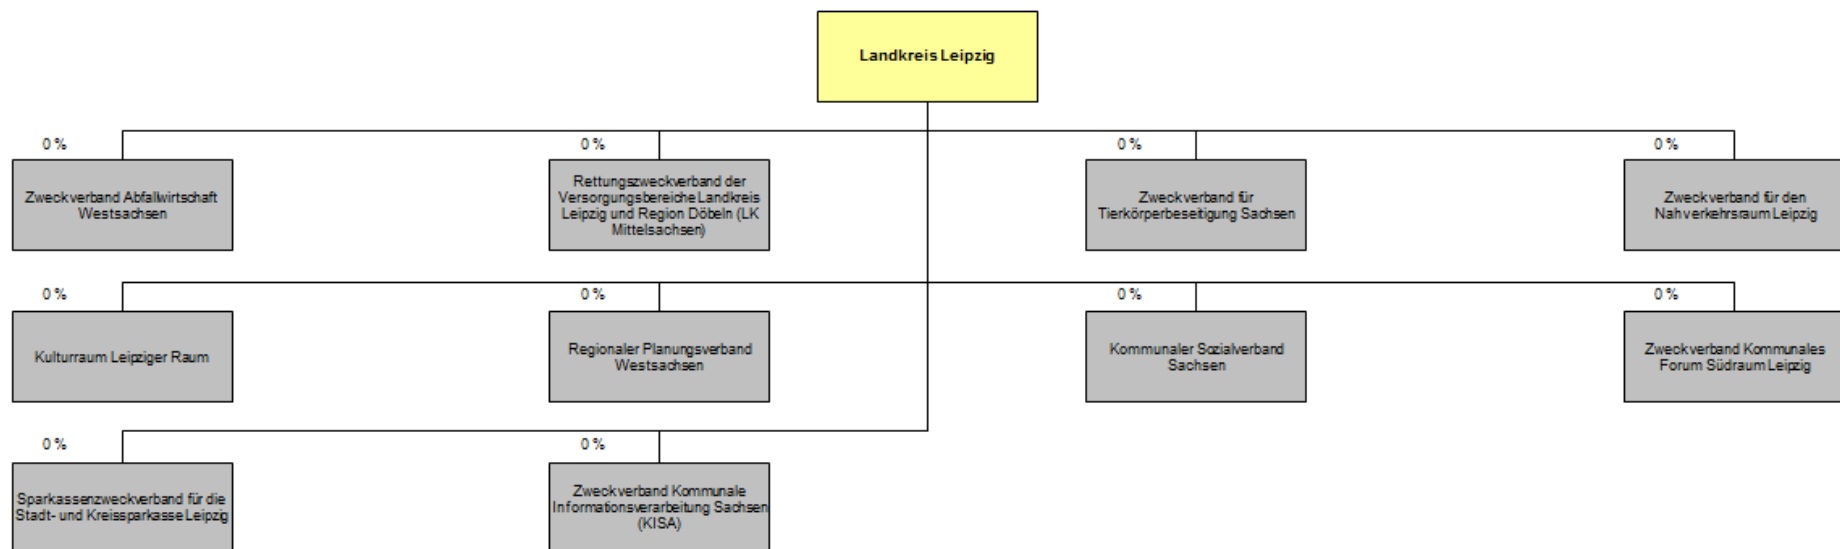 Landkreis Leipzig
0 %
0 %
0 %
0 %
Zweckverband Abfallwirtschaft
Westsachsen
Rettungszweckverband der
Versorgungsbereiche Landkreis
Leipzig und Region Döbeln (LK
Mittelsachsen)
Zweckverband für
Tierkörperbeseitigung Sachsen
Zweckverband für den
Nahverkehrsraum Leipzig
0 %
0 %
0 %
0 %
Kulturraum Leipziger Raum
Regionaler Planungsverband
Westsachsen
Kommunaler Sozialverband
Sachsen
Zweckverband Kommunales
Forum Südraum Leipzig
0 %
0 %
Sparkassenzweckverband für die
Stadt- und Kreissparkasse Leipzig
Zweckverband Kommunale
Informationsverarbeitung Sachsen
(KISA)